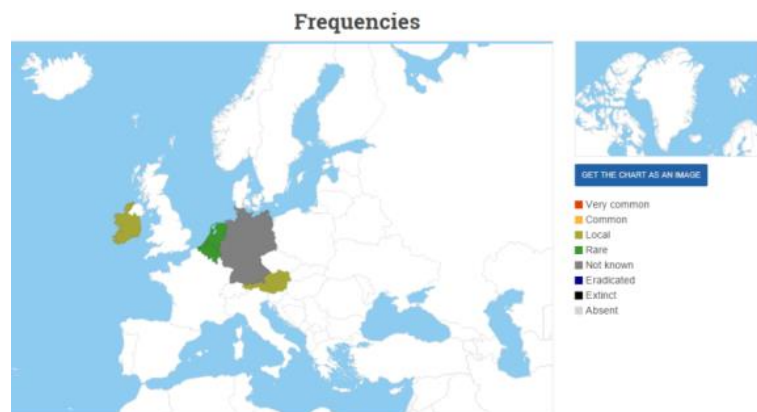 Frequencies
GET THE CHART AS AN IMAGE
Very common
Common
Local
Rare
Not known
Eradicated
Extinct
Absent